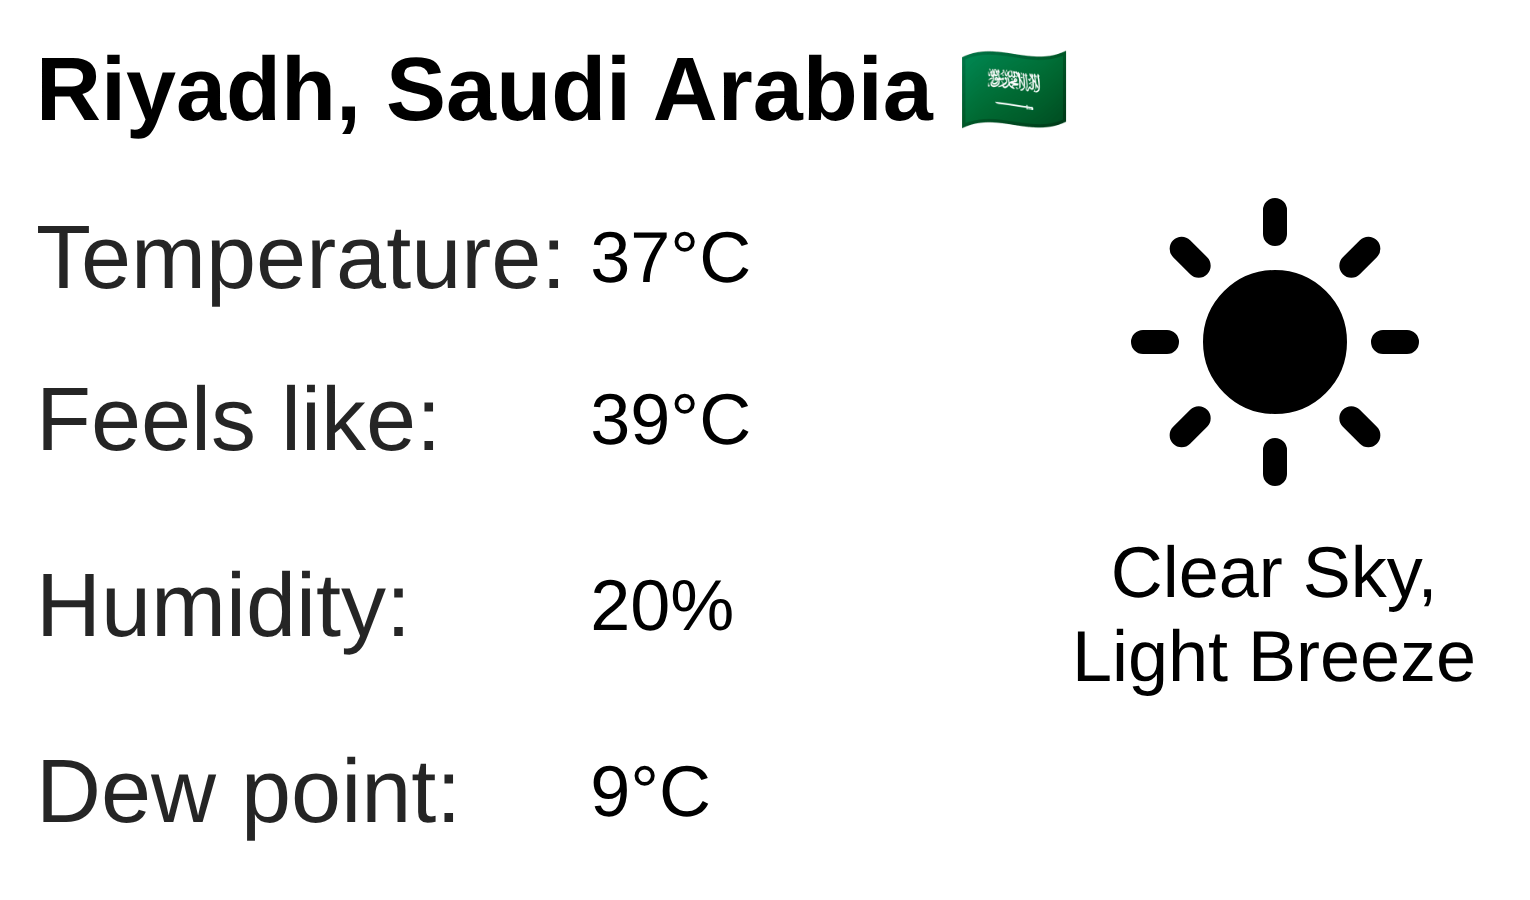 Riyadh, Saudi Arabia 🇸🇦
Temperature: 37°C
Feels like: 39°C
Humidity: 20%
Dew point: 9°C
Clear Sky,
Light Breeze